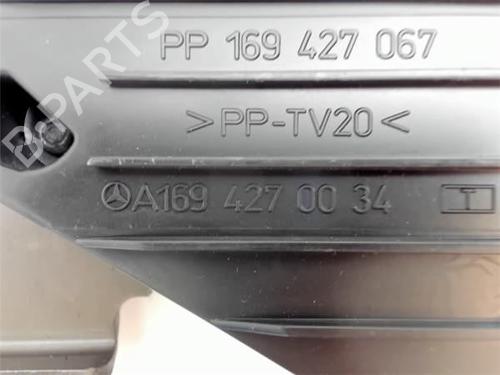 PP 169 427 067
>PP-TV20<
A169 427 00 34 T
B-PARTS